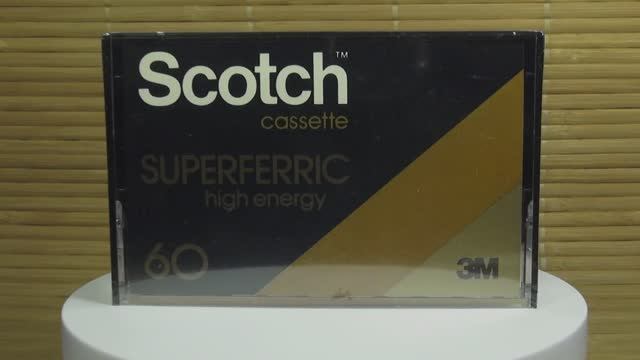 Scotch™
cassette
SUPERFERRIC
high energy
60
3M